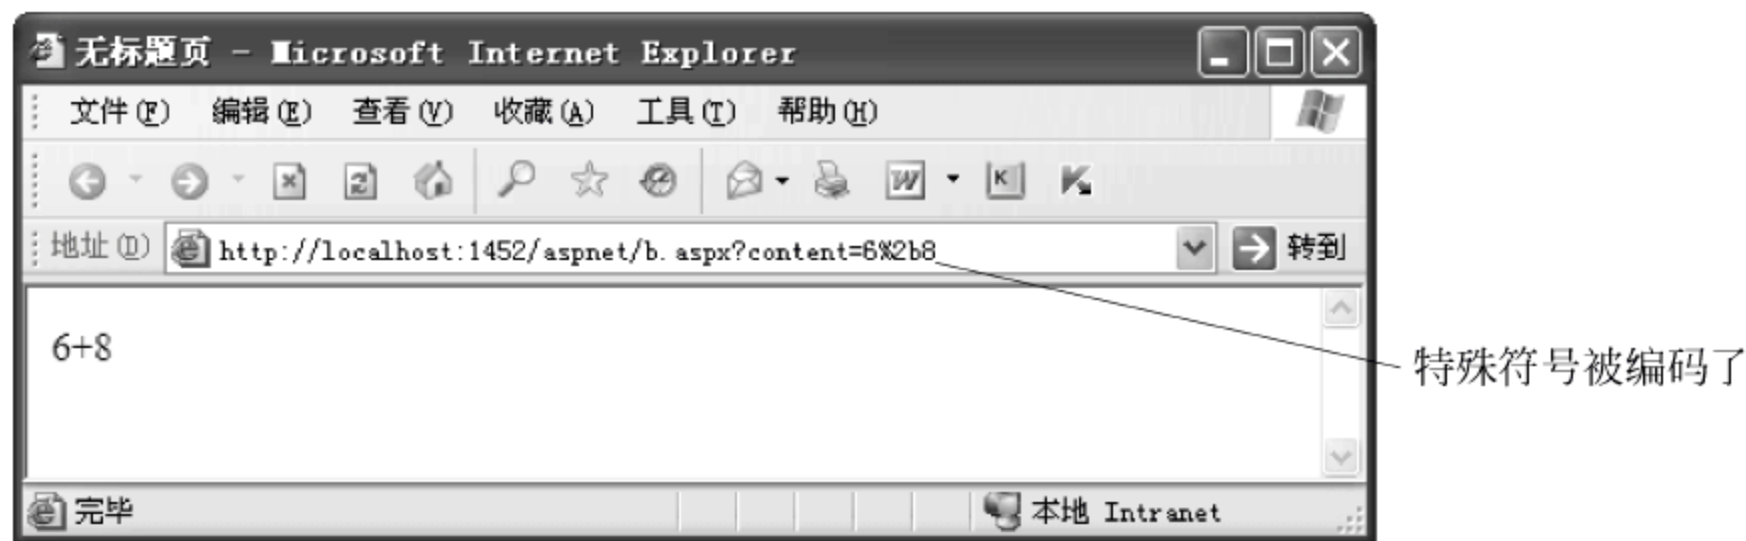 无标题页 - Microsoft Internet Explorer
文件(F) 编辑(E) 查看(V) 收藏(A) 工具(T) 帮助(H)
W K K
地址(D) http://localhost:1452/aspnet/b.aspx?content=6%2b8 转到
6+8
特殊符号被编码了
完毕 本地 Intranet